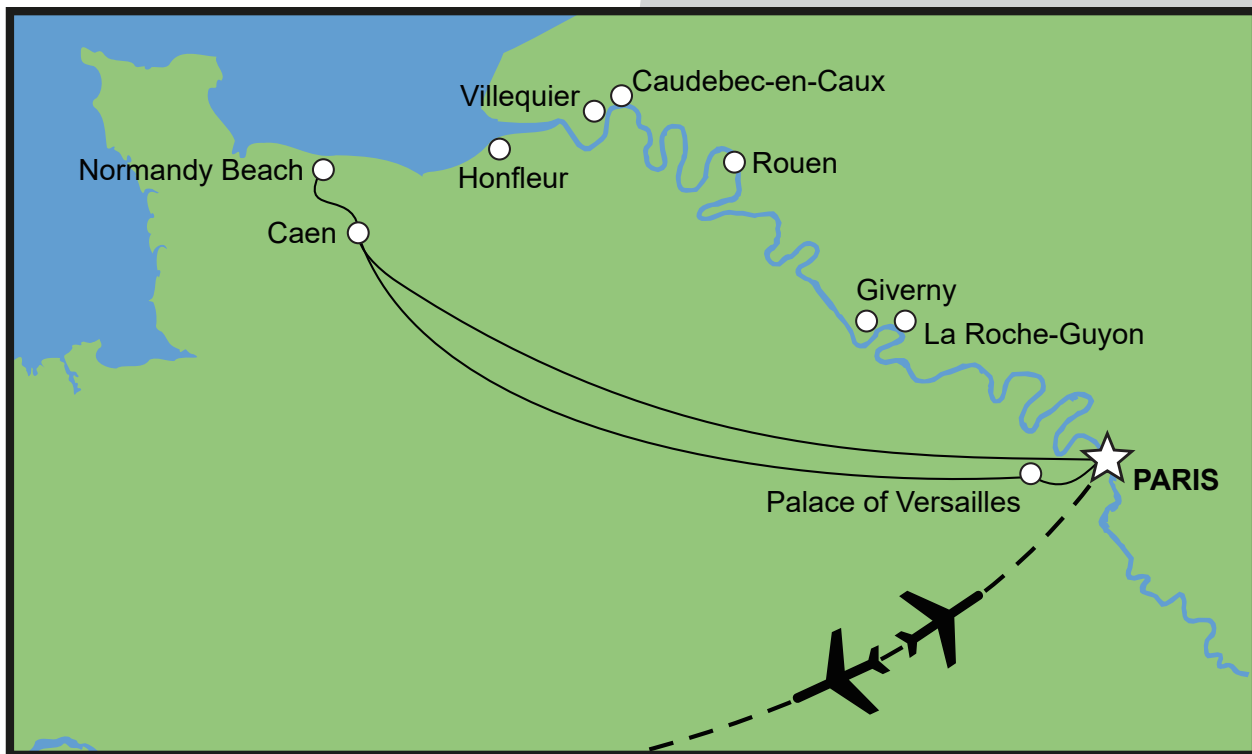 Caudebec-en-Caux
Villequier
Normandy Beach
Honfleur
Rouen
Caen
Giverny
La Roche-Guyon
PARIS
Palace of Versailles